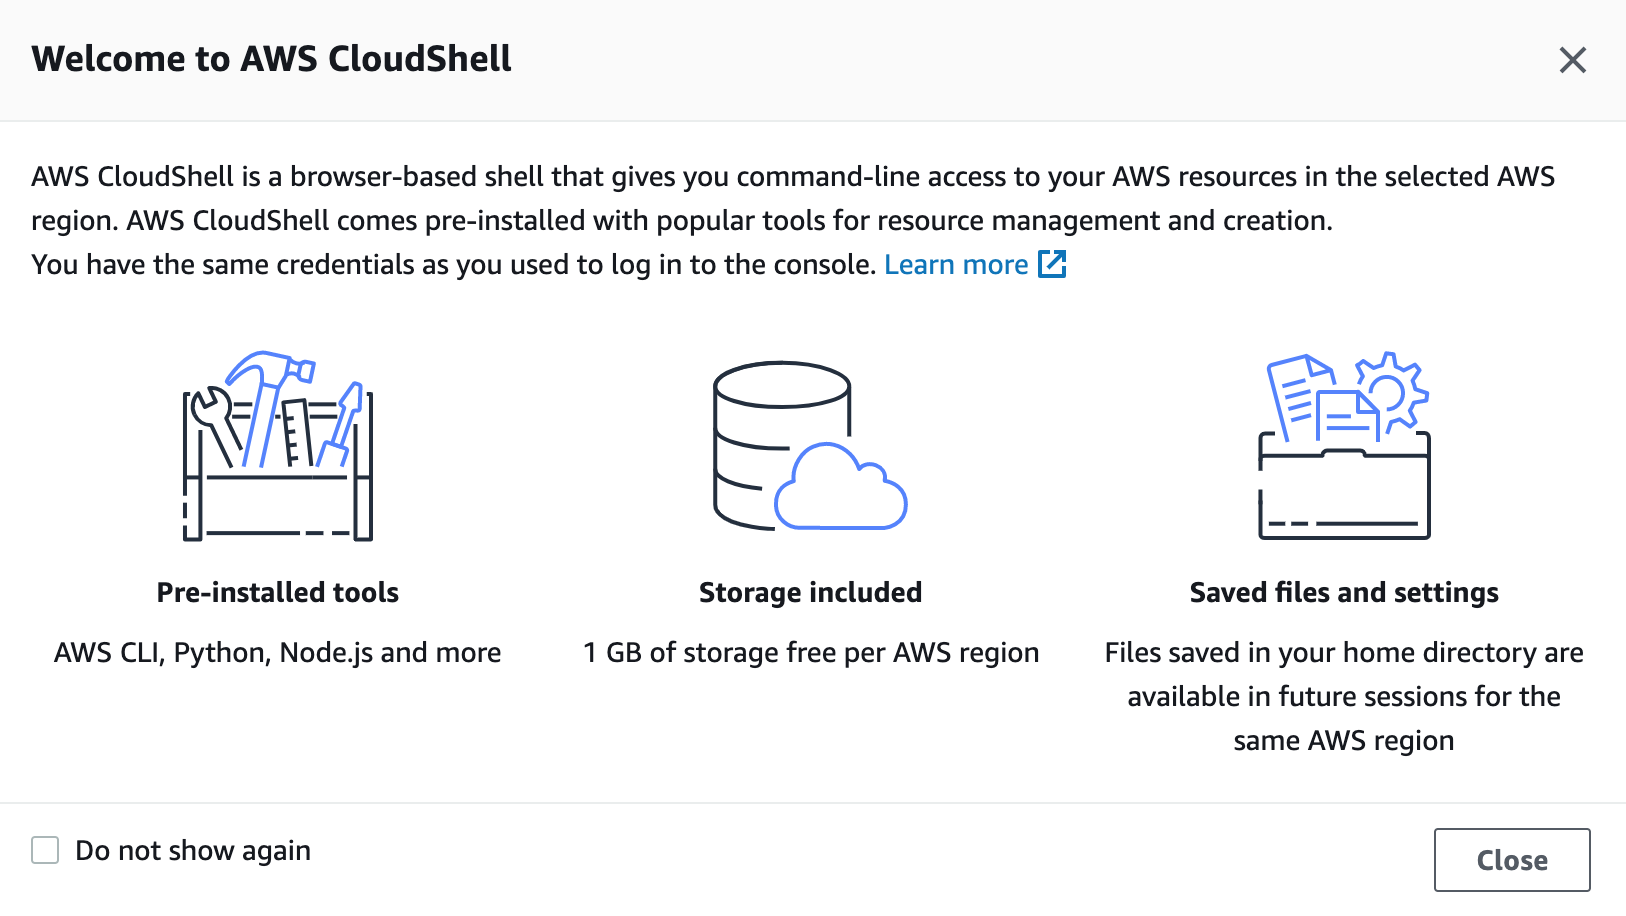 Welcome to AWS CloudShell
AWS CloudShell is a browser-based shell that gives you command-line access to your AWS resources in the selected AWS
region. AWS CloudShell comes pre-installed with popular tools for resource management and creation.
You have the same credentials as you used to log in to the console. Learn more
Pre-installed tools
AWS CLI, Python, Node.js and more
Storage included
1 GB of storage free per AWS region
Saved files and settings
Files saved in your home directory are
available in future sessions for the
same AWS region
Do not show again
Close